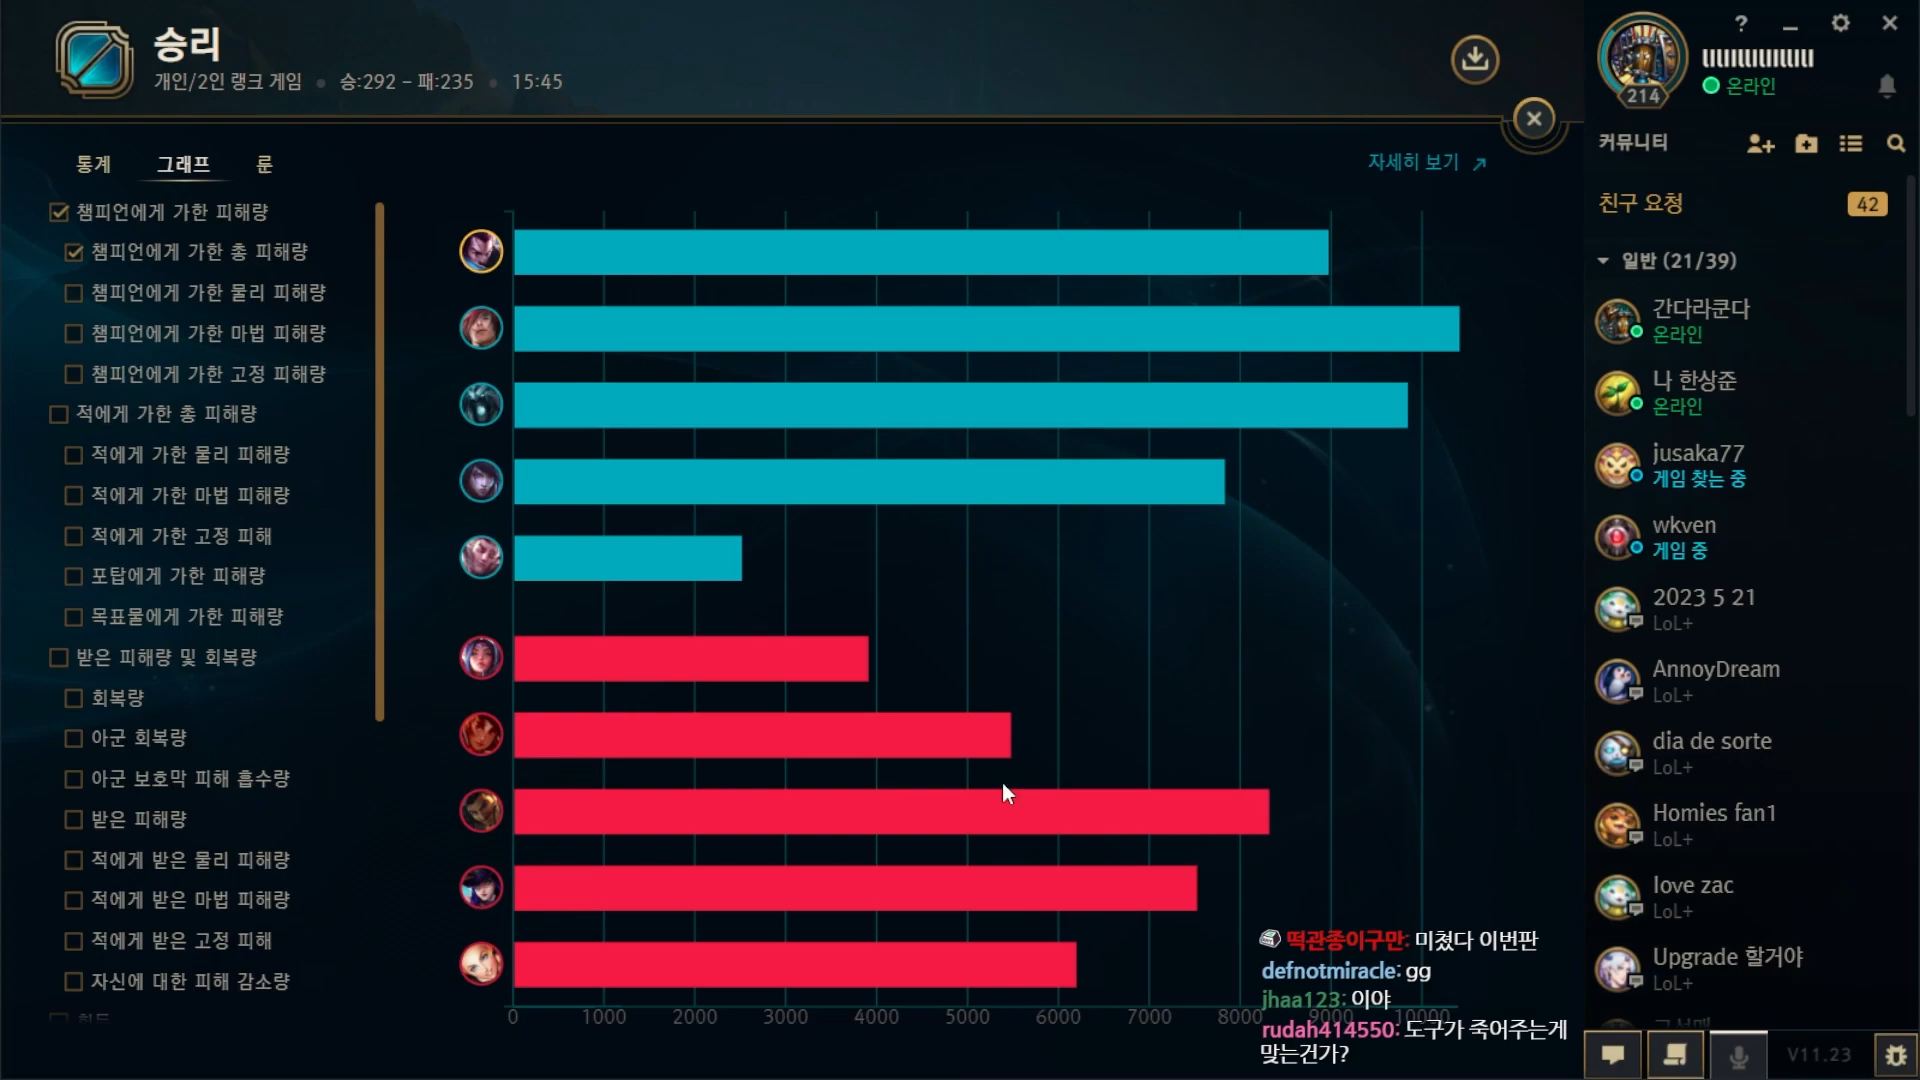 승리
개인/2인 랭크 게임 • 승:292 – 패:235 • 15:45
통계 그래프 룬
자세히 보기
챔피언에게 가한 피해량
챔피언에게 가한 총 피해량
챔피언에게 가한 물리 피해량
챔피언에게 가한 마법 피해량
챔피언에게 가한 고정 피해량
적에게 가한 총 피해량
적에게 가한 물리 피해량
적에게 가한 마법 피해량
적에게 가한 고정 피해
포탑에게 가한 피해량
목표물에게 가한 피해량
받은 피해량 및 회복량
회복량
아군 회복량
아군 보호막 피해 흡수량
받은 피해량
적에게 받은 물리 피해량
적에게 받은 마법 피해량
적에게 받은 고정 피해
자신에 대한 피해 감소량
0 1000 2000 3000 4000 5000 6000 7000 8000 9000 10000
떡관종이구만: 미쳤다 이번판
defnotmiracle: gg
jhaa123: 이야
rudah414550: 도구가 죽어주는게
맞는건가?
?
214
온라인
커뮤니티
친구 요청 42
일반 (21/39)
간다라쿤다
온라인
나 한상준
온라인
jusaka77
게임 찾는 중
wkven
게임 중
2023 5 21
LoL+
AnnoyDream
LoL+
dia de sorte
LoL+
Homies fan1
LoL+
love zac
LoL+
Upgrade 할거야
LoL+
V11.23